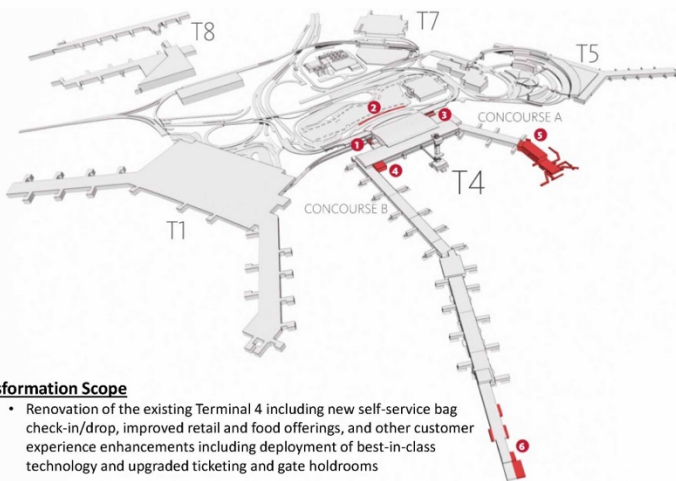 T8
T7
T5
2
3
CONCOURSE A
1
5
4
T4
CONCOURSE B
T1
sformation Scope
• Renovation of the existing Terminal 4 including new self-service bag
check-in/drop, improved retail and food offerings, and other customer
experience enhancements including deployment of best-in-class
technology and upgraded ticketing and gate holdrooms
6